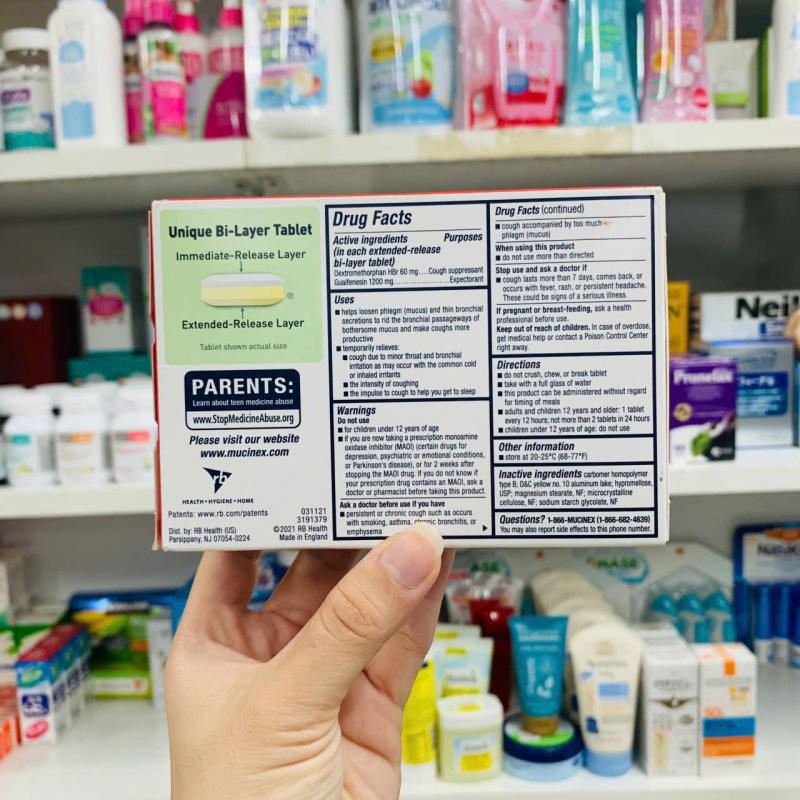 Unique Bi-Layer Tablet
Immediate-Release Layer
®
Extended-Release Layer
Tablet shown actual size
PARENTS:
Learn about teen medicine abuse
www.StopMedicineAbuse.org
Please visit our website
www.mucinex.com
rb
HEALTH • HYGIENE • HOME
Patents: www.rb.com/patents
031121
3191379
Dist. by: RB Health (US)
Parsippany, NJ 07054-0224
©2021 RB Health
Made in England
Drug Facts
Active ingredients Purposes
(in each extended-release
bi-layer tablet)
Dextromethorphan HBr 60 mg.....Cough suppressant
Guaifenesin 1200 mg......................Expectorant
Uses
■ helps loosen phlegm (mucus) and thin bronchial
secretions to rid the bronchial passageways of
bothersome mucus and make coughs more
productive
■ temporarily relieves:
■ cough due to minor throat and bronchial
irritation as may occur with the common cold
or inhaled irritants
■ the intensity of coughing
■ the impulse to cough to help you get to sleep
Warnings
Do not use
■ for children under 12 years of age
■ if you are now taking a prescription monoamine
oxidase inhibitor (MAOI) (certain drugs for
depression, psychiatric or emotional conditions,
or Parkinson's disease), or for 2 weeks after
stopping the MAOI drug. If you do not know if
your prescription drug contains an MAOI, ask a
doctor or pharmacist before taking this product.
Ask a doctor before use if you have
■ persistent or chronic cough such as occurs
with smoking, asthma, chronic bronchitis, or
emphysema
Drug Facts (continued)
■ cough accompanied by too much
phlegm (mucus)
When using this product
■ do not use more than directed
Stop use and ask a doctor if
■ cough lasts more than 7 days, comes back, or
occurs with fever, rash, or persistent headache.
These could be signs of a serious illness.
If pregnant or breast-feeding, ask a health
professional before use.
Keep out of reach of children. In case of overdose,
get medical help or contact a Poison Control Center
right away.
Directions
■ do not crush, chew, or break tablet
■ take with a full glass of water
■ this product can be administered without regard
for timing of meals
■ adults and children 12 years and older: 1 tablet
every 12 hours; not more than 2 tablets in 24 hours
■ children under 12 years of age: do not use
Other information
■ store at 20-25°C (68-77°F)
Inactive ingredients carbomer homopolymer
type B; D&C yellow no. 10 aluminum lake; hypromellose,
USP; magnesium stearate, NF; microcrystalline
cellulose, NF; sodium starch glycolate, NF
Questions? 1-866-MUCINEX (1-866-682-4639)
You may also report side effects to this phone number.
Neil
Aveeno